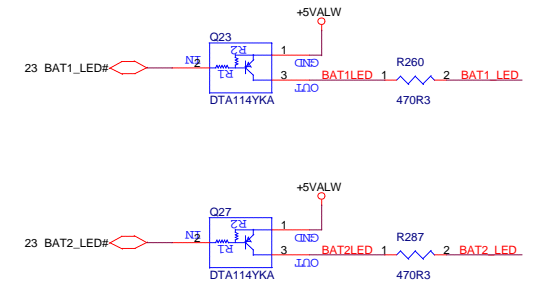 +5VALW
Q23
R2
1
GND
R260
23 BAT1_LED#
IN
2
R1
3
BAT1LED
1
2
BAT1_LED
OUT
DTA114YKA
470R3
+5VALW
Q27
R2
1
GND
R287
23 BAT2_LED#
IN
2
R1
3
BAT2LED
1
2
BAT2_LED
OUT
DTA114YKA
470R3